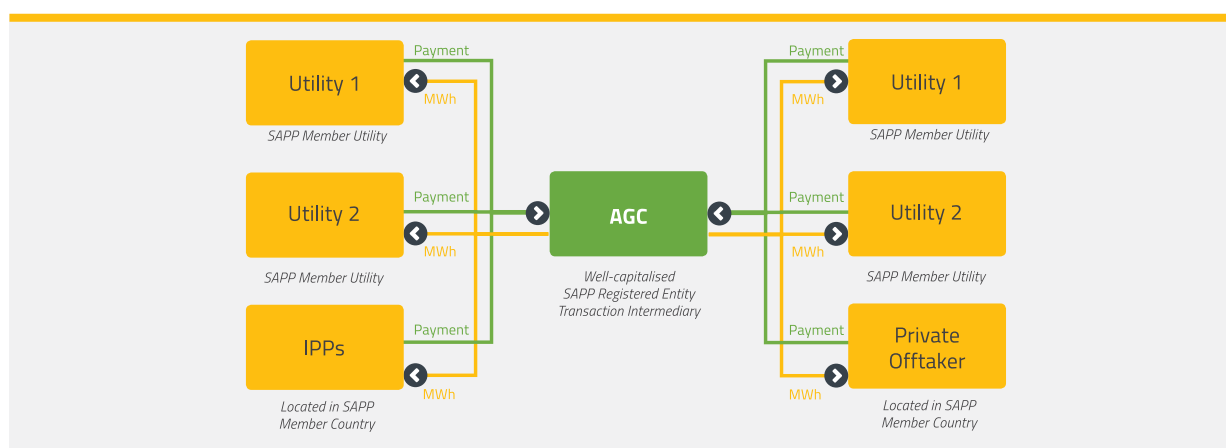 Payment
Utility 1
MWh
SAPP Member Utility
Payment
Utility 2
MWh
SAPP Member Utility
Payment
IPPs
MWh
Located in SAPP
Member Country
AGC
Well-capitalised
SAPP Registered Entity
Transaction Intermediary
Payment
Utility 1
MWh
SAPP Member Utility
Payment
Utility 2
MWh
SAPP Member Utility
Payment
Private
Offtaker
MWh
Located in SAPP
Member Country